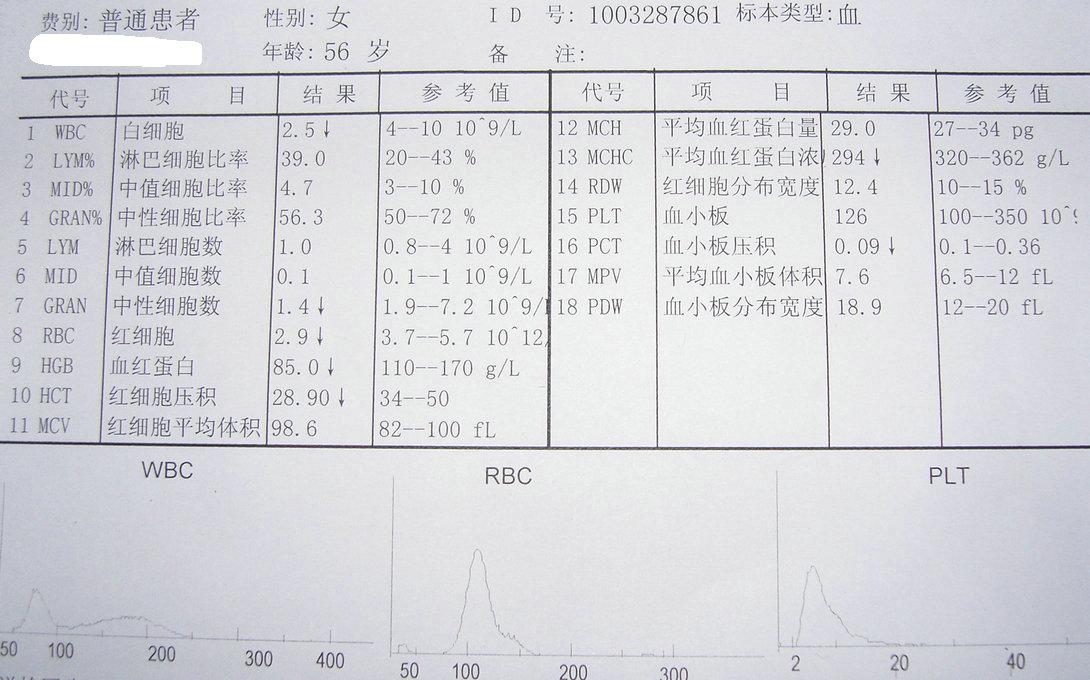 费别: 普通患者 性别: 女 ID 号: 1003287861 标本类型: 血
年龄: 56 岁 备 注:
代号 项 目 结 果 参 考 值 代号 项 目 结 果 参 考 值
1 WBC 白细胞 2.5↓ 4--10 10^9/L 12 MCH 平均血红蛋白量 29.0 27--34 pg
2 LYM% 淋巴细胞比率 39.0 20--43 % 13 MCHC 平均血红蛋白浓 294↓ 320--362 g/L
3 MID% 中值细胞比率 4.7 3--10 % 14 RDW 红细胞分布宽度 12.4 10--15 %
4 GRAN% 中性细胞比率 56.3 50--72 % 15 PLT 血小板 126 100--350 10^9
5 LYM 淋巴细胞数 1.0 0.8--4 10^9/L 16 PCT 血小板压积 0.09↓ 0.1--0.36
6 MID 中值细胞数 0.1 0.1--1 10^9/L 17 MPV 平均血小板体积 7.6 6.5--12 fL
7 GRAN 中性细胞数 1.4↓ 1.9--7.2 10^9/ 18 PDW 血小板分布宽度 18.9 12--20 fL
8 RBC 红细胞 2.9↓ 3.7--5.7 10^12/
9 HGB 血红蛋白 85.0↓ 110--170 g/L
10 HCT 红细胞压积 28.90↓ 34--50
11 MCV 红细胞平均体积 98.6 82--100 fL
WBC RBC PLT
50 100 200 300 400 50 100 200 300 2 20 40